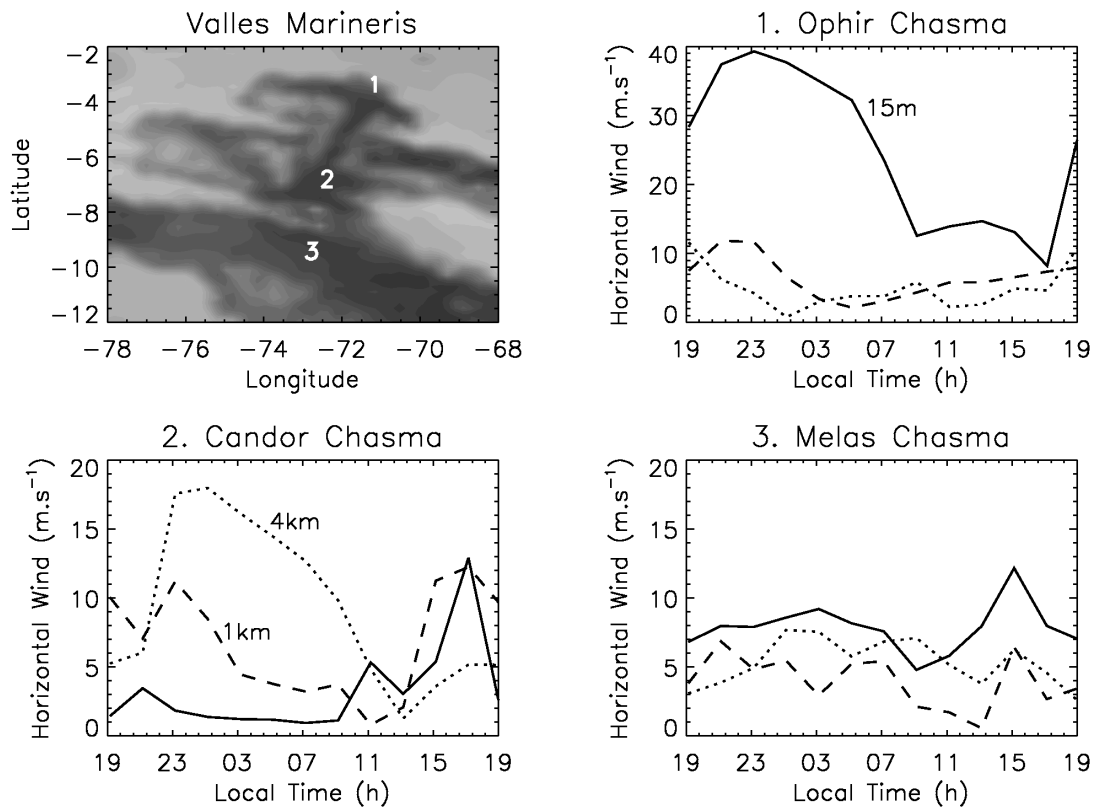 Valles Marineris
−2
−4
−6
−8
−10
−12
Latitude
1
2
3
−78 −76 −74 −72 −70 −68
Longitude
1. Ophir Chasma
40
30
20
10
0
Horizontal Wind (m.s⁻¹)
15m
19 23 03 07 11 15 19
Local Time (h)
2. Candor Chasma
20
15
10
5
0
Horizontal Wind (m.s⁻¹)
4km
1km
19 23 03 07 11 15 19
Local Time (h)
3. Melas Chasma
20
15
10
5
0
Horizontal Wind (m.s⁻¹)
19 23 03 07 11 15 19
Local Time (h)